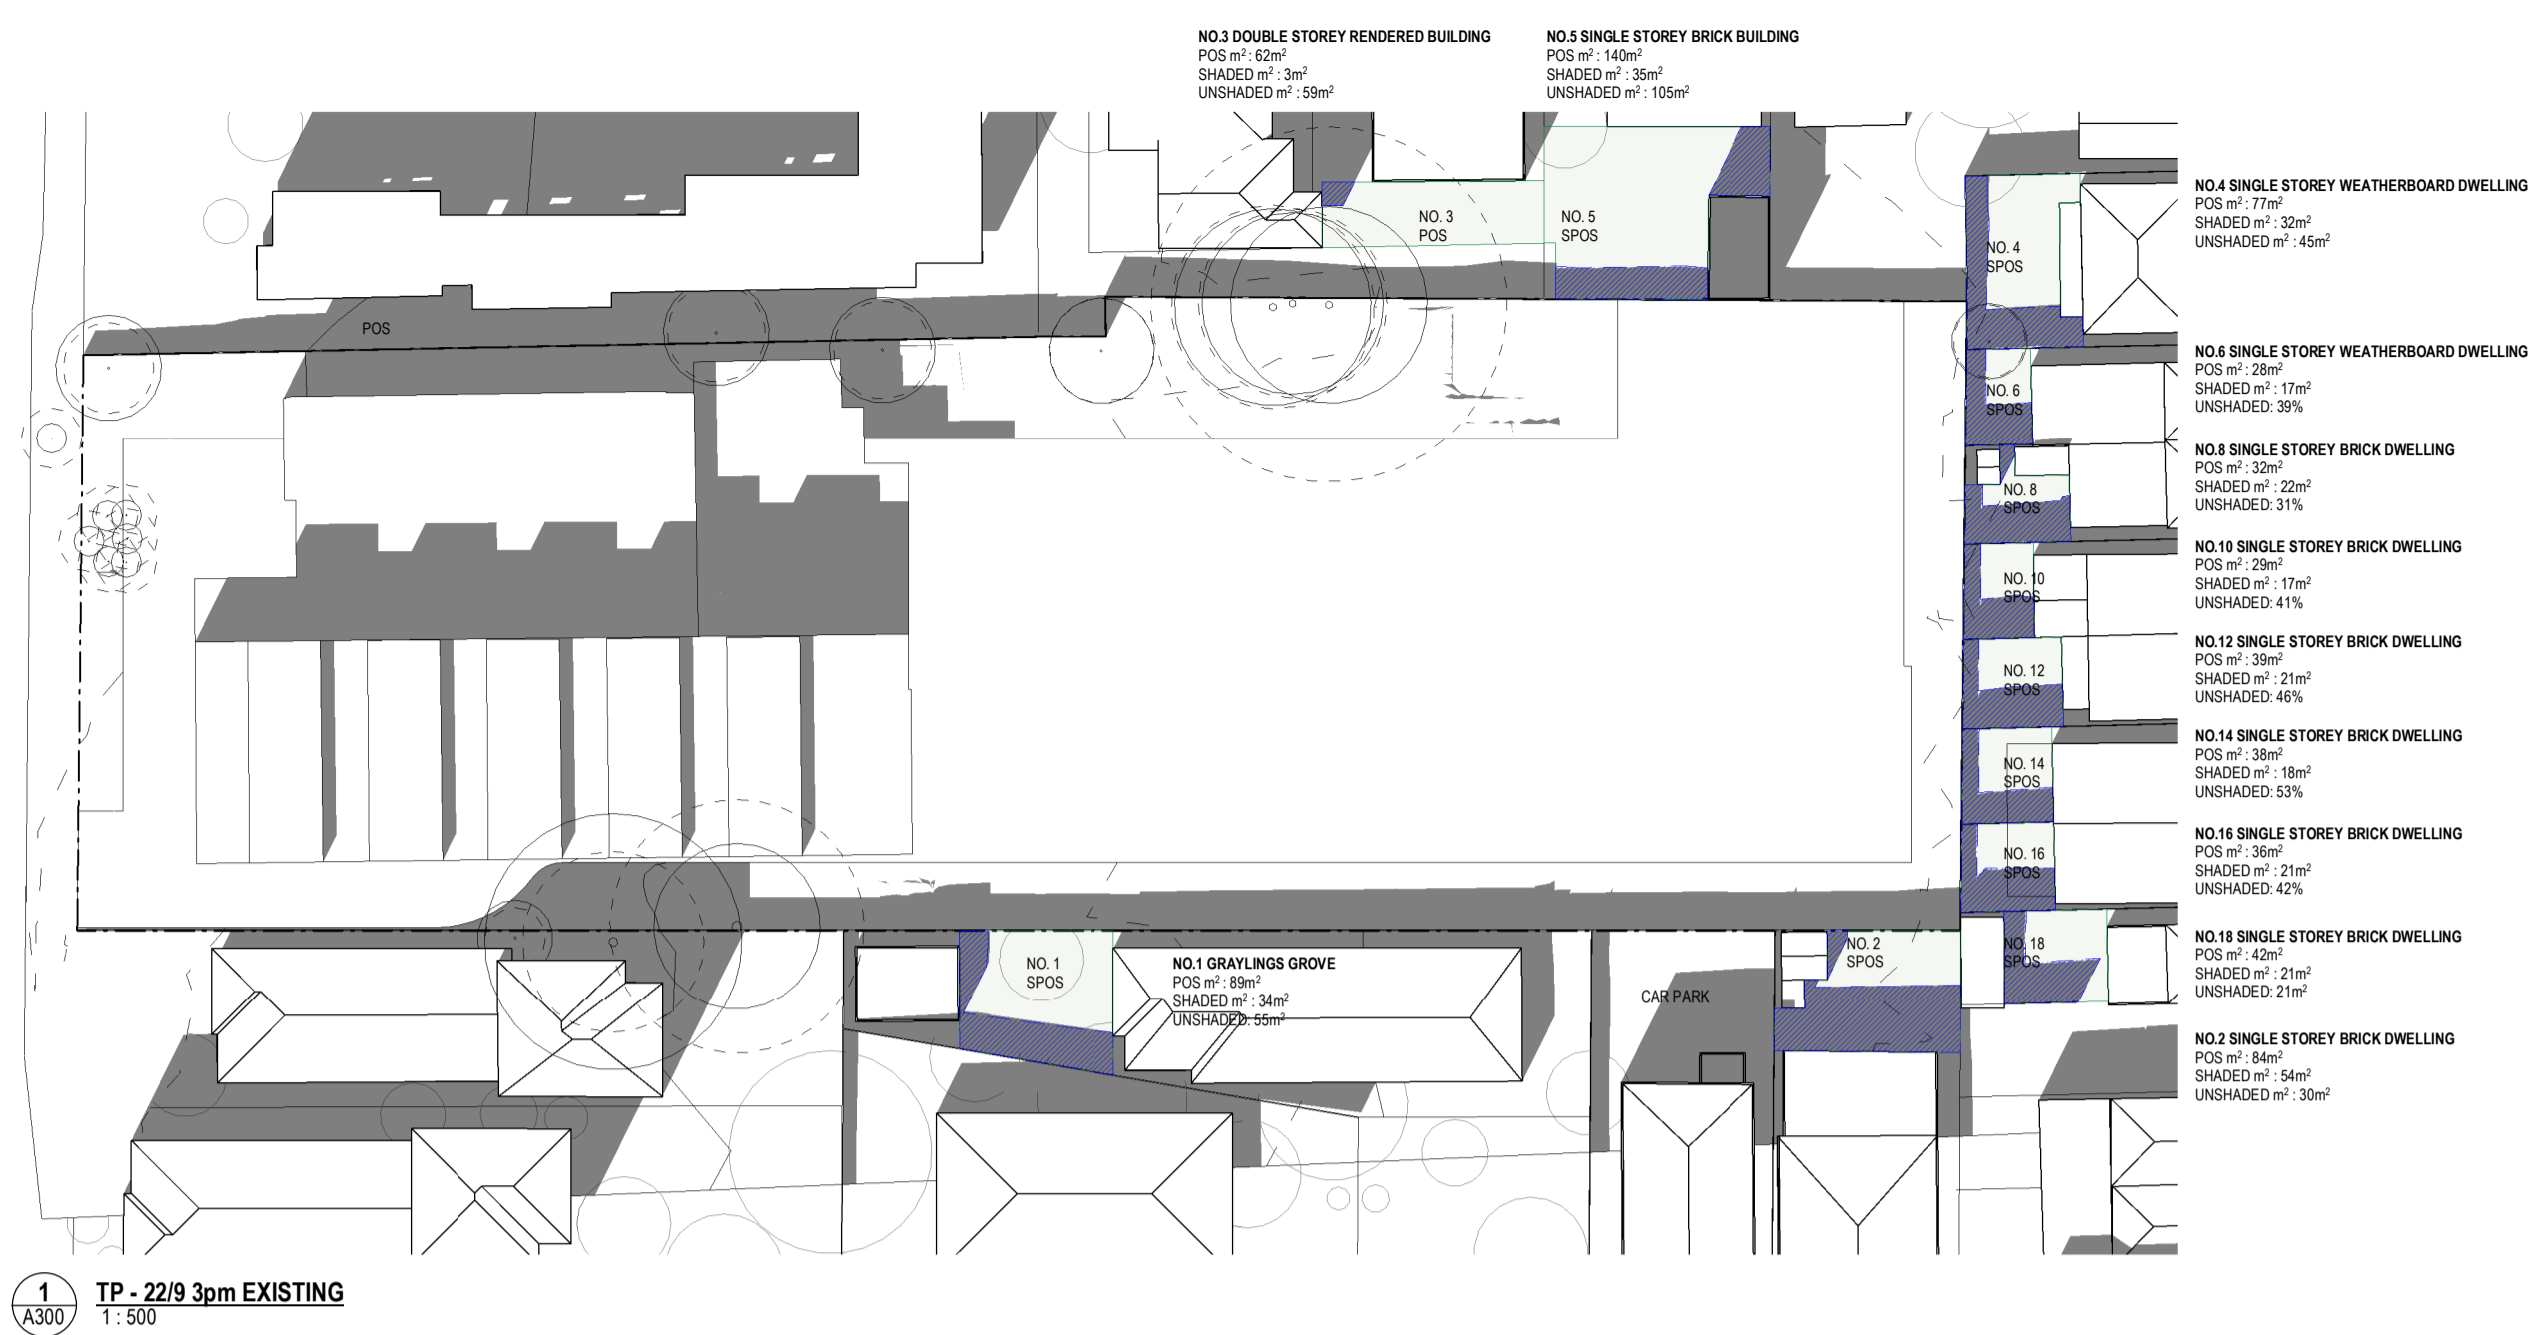 NO.3 DOUBLE STOREY RENDERED BUILDING
POS m² : 62m²
SHADED m² : 3m²
UNSHADED m² : 59m²
NO.5 SINGLE STOREY BRICK BUILDING
POS m² : 140m²
SHADED m² : 35m²
UNSHADED m² : 105m²
NO. 3
POS
NO. 5
SPOS
POS
NO. 4
SPOS
NO. 6
SPOS
NO. 8
SPOS
NO. 10
SPOS
NO. 12
SPOS
NO. 14
SPOS
NO. 16
SPOS
NO. 18
SPOS
NO. 2
SPOS
NO. 1
SPOS
NO.1 GRAYLINGS GROVE
POS m² : 89m²
SHADED m² : 34m²
UNSHADED: 55m²
CAR PARK
NO.4 SINGLE STOREY WEATHERBOARD DWELLING
POS m² : 77m²
SHADED m² : 32m²
UNSHADED m² : 45m²
NO.6 SINGLE STOREY WEATHERBOARD DWELLING
POS m² : 28m²
SHADED m² : 17m²
UNSHADED: 39%
NO.8 SINGLE STOREY BRICK DWELLING
POS m² : 32m²
SHADED m² : 22m²
UNSHADED: 31%
NO.10 SINGLE STOREY BRICK DWELLING
POS m² : 29m²
SHADED m² : 17m²
UNSHADED: 41%
NO.12 SINGLE STOREY BRICK DWELLING
POS m² : 39m²
SHADED m² : 21m²
UNSHADED: 46%
NO.14 SINGLE STOREY BRICK DWELLING
POS m² : 38m²
SHADED m² : 18m²
UNSHADED: 53%
NO.16 SINGLE STOREY BRICK DWELLING
POS m² : 36m²
SHADED m² : 21m²
UNSHADED: 42%
NO.18 SINGLE STOREY BRICK DWELLING
POS m² : 42m²
SHADED m² : 21m²
UNSHADED: 21m²
NO.2 SINGLE STOREY BRICK DWELLING
POS m² : 84m²
SHADED m² : 54m²
UNSHADED m² : 30m²
1
A300
TP - 22/9 3pm EXISTING
1 : 500